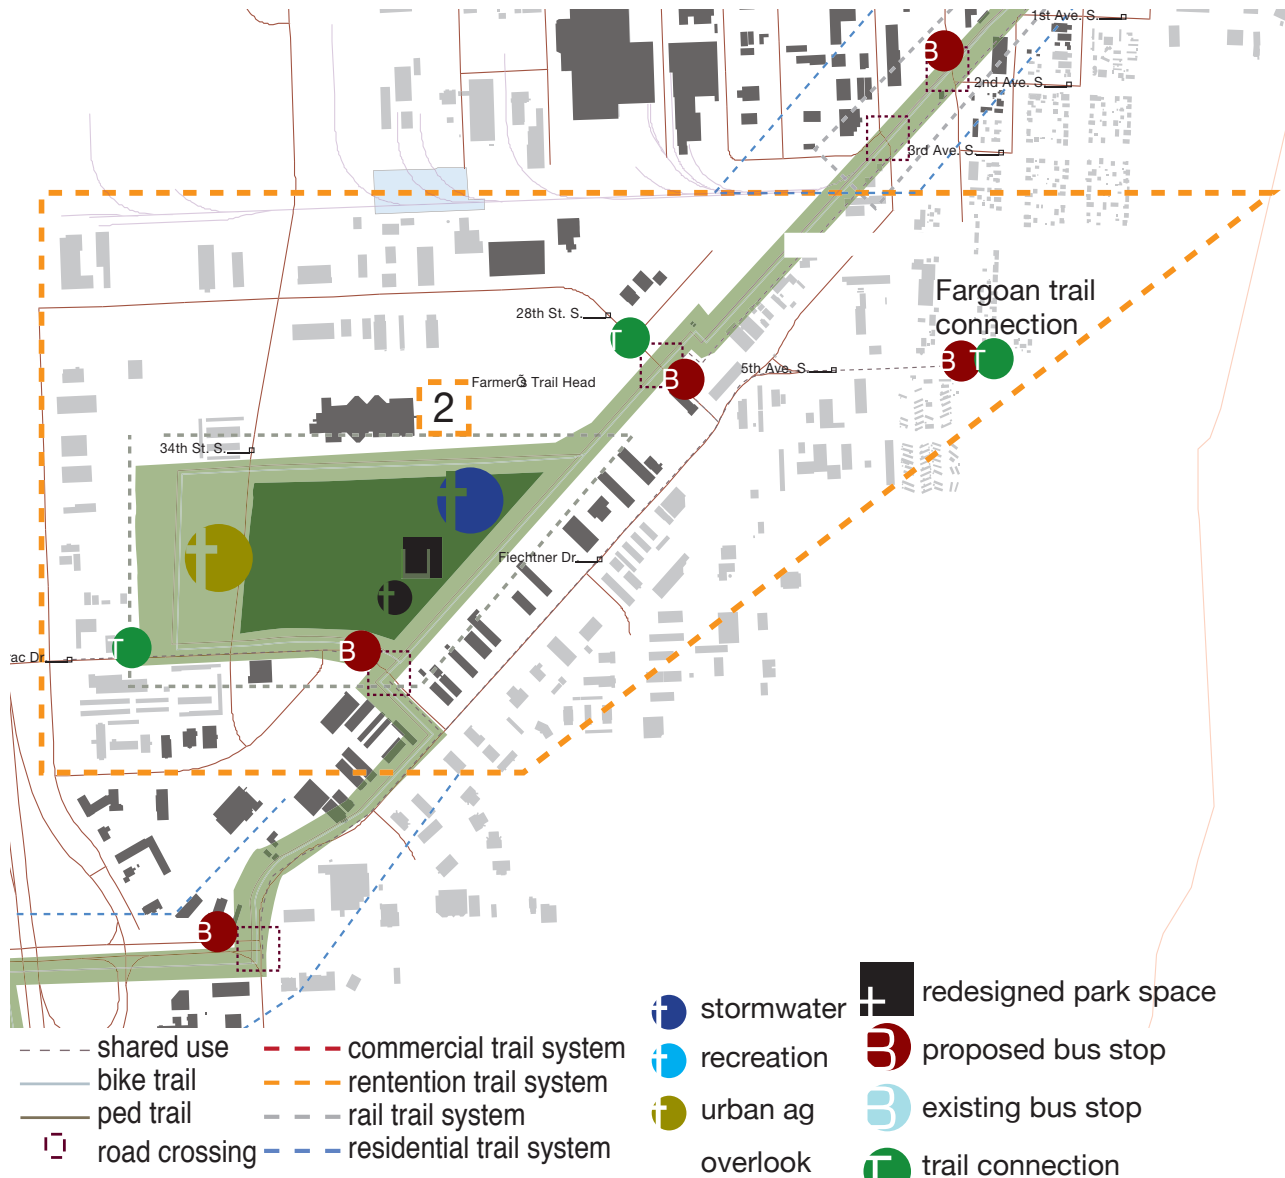 1st Ave. S.
B
2nd Ave. S.
3rd Ave. S.
Fargoan trail
connection
28th St. S.
T
B
5th Ave. S.
B T
Farmer's Trail Head
2
34th St. S.
Fiechtner Dr.
T
B
ac Dr.
B
shared use
bike trail
ped trail
road crossing
commercial trail system
rentention trail system
rail trail system
residential trail system
stormwater
recreation
urban ag
overlook
redesigned park space
B proposed bus stop
B existing bus stop
T trail connection